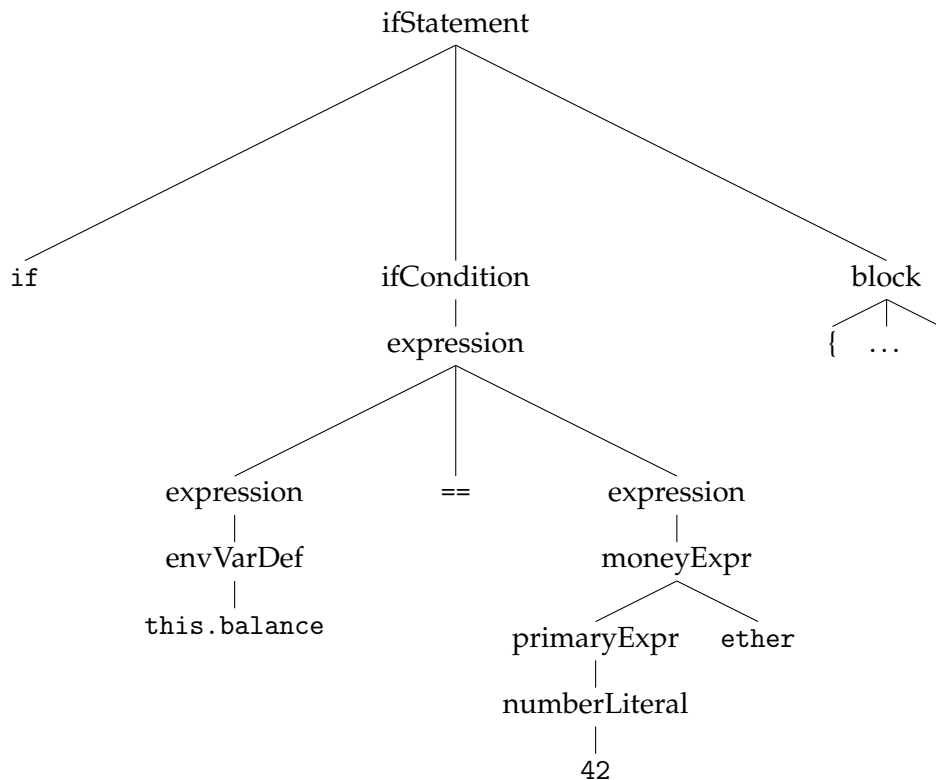 ifStatement
if ifCondition block
expression { ...
expression == expression
envVarDef moneyExpr
this.balance primaryExpr ether
numberLiteral
42